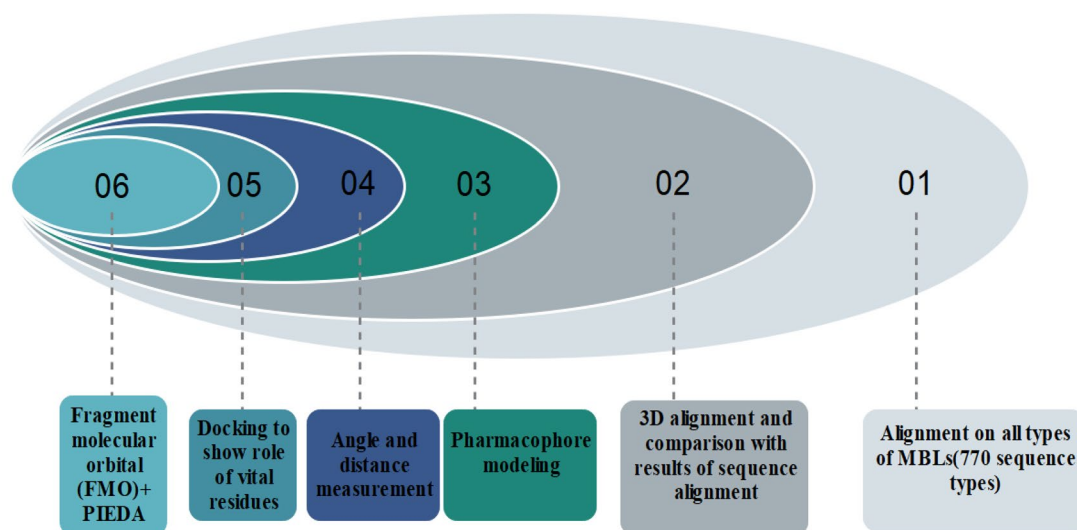 06
05
04
03
02
01
Fragment
molecular
orbital
(FMO)+
PIEDA
Docking to
show role
of vital
residues
Angle and
distance
measurement
Pharmacophore
modeling
3D alignment and
comparison with
results of sequence
alignment
Alignment on all types
of MBLs(770 sequence
types)